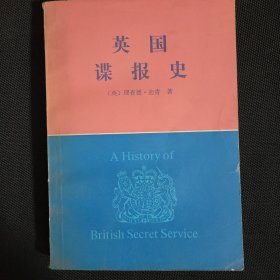 英国
谍报史
(英)理查德·迪肯 著
A History of
British Secret Service